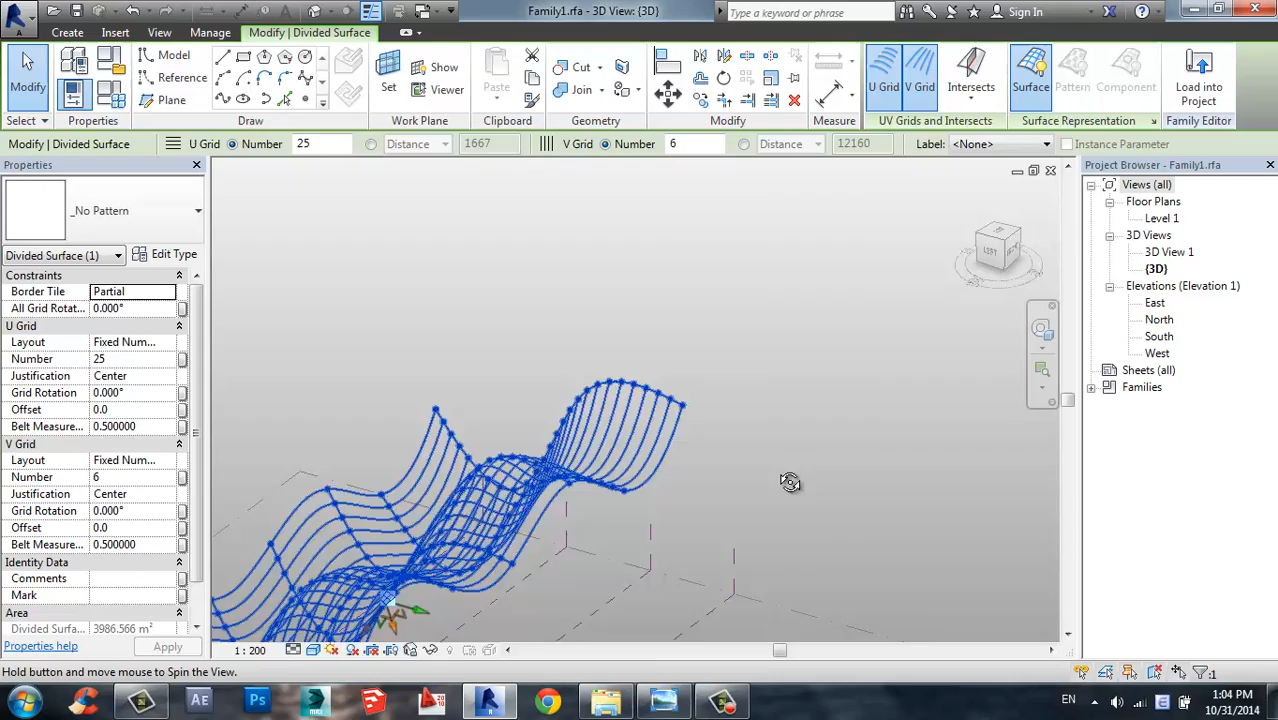 Family1.rfa - 3D View: {3D}
Type a keyword or phrase
Sign In
Create Insert View Manage Modify | Divided Surface
Modify
Model
Reference
Plane
Set
Show
Viewer
Paste
Cut
Join
U Grid V Grid
Intersects
Surface Pattern Component
Load into
Project
Select Properties Draw Work Plane Clipboard Geometry Modify Measure UV Grids and Intersects Surface Representation Family Editor
Modify | Divided Surface U Grid Number 25 Distance 1667 V Grid Number 6 Distance 12160 Label: <None> Instance Parameter
Properties
_No Pattern
Divided Surface (1) Edit Type
Constraints
Border Tile Partial
All Grid Rotat... 0.000°
U Grid
Layout Fixed Num...
Number 25
Justification Center
Grid Rotation 0.000°
Offset 0.0
Belt Measure... 0.500000
V Grid
Layout Fixed Num...
Number 6
Justification Center
Grid Rotation 0.000°
Offset 0.0
Belt Measure... 0.500000
Identity Data
Comments
Mark
Area
Divided Surfa... 3986.566 m²
Properties help Apply
Project Browser - Family1.rfa
Views (all)
Floor Plans
Level 1
3D Views
3D View 1
{3D}
Elevations (Elevation 1)
East
North
South
West
Sheets (all)
Families
1 : 200
Hold button and move mouse to Spin the View.
:1
EN
1:04 PM
10/31/2014